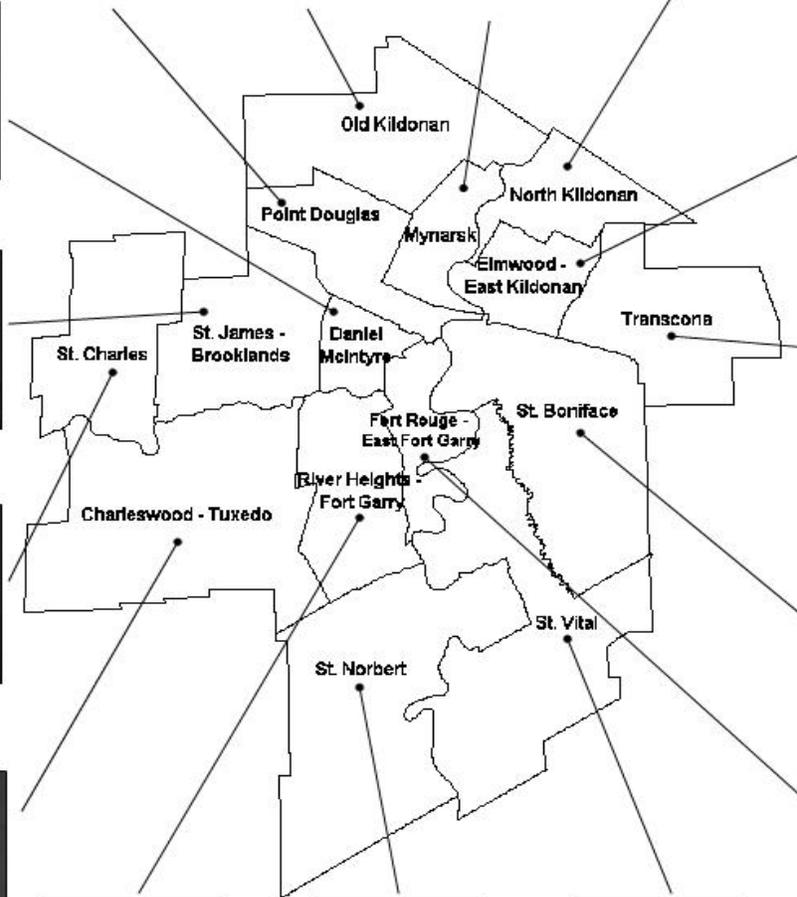 Old Kildonan
North Kildonan
Point Douglas
Mynarsk
Elmwood -
East Kildonan
Transcona
St. James -
Brooklands
Daniel
McIntyre
St. Charles
St. Boniface
Fort Rouge -
East Fort Garry
River Heights -
Fort Garry
Charleswood - Tuxedo
St. Vital
St. Norbert